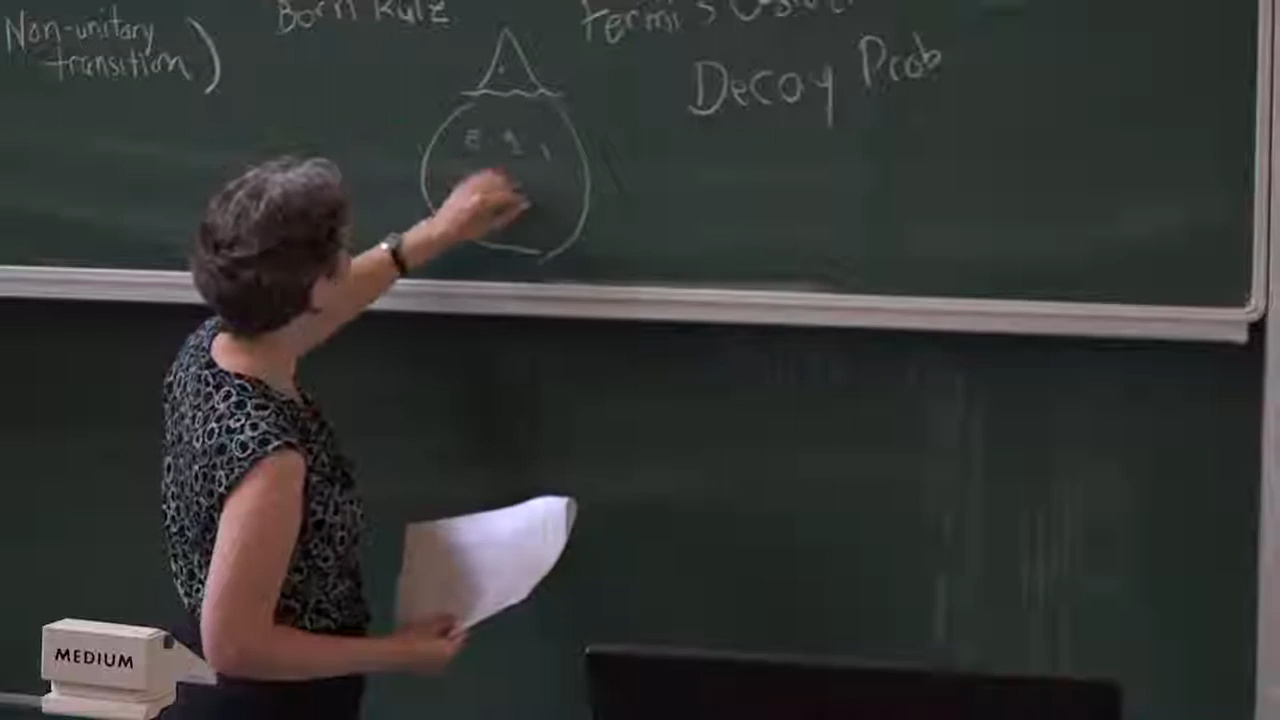 Non-unitary
transition)
Born Rule
Decay Prob
MEDIUM